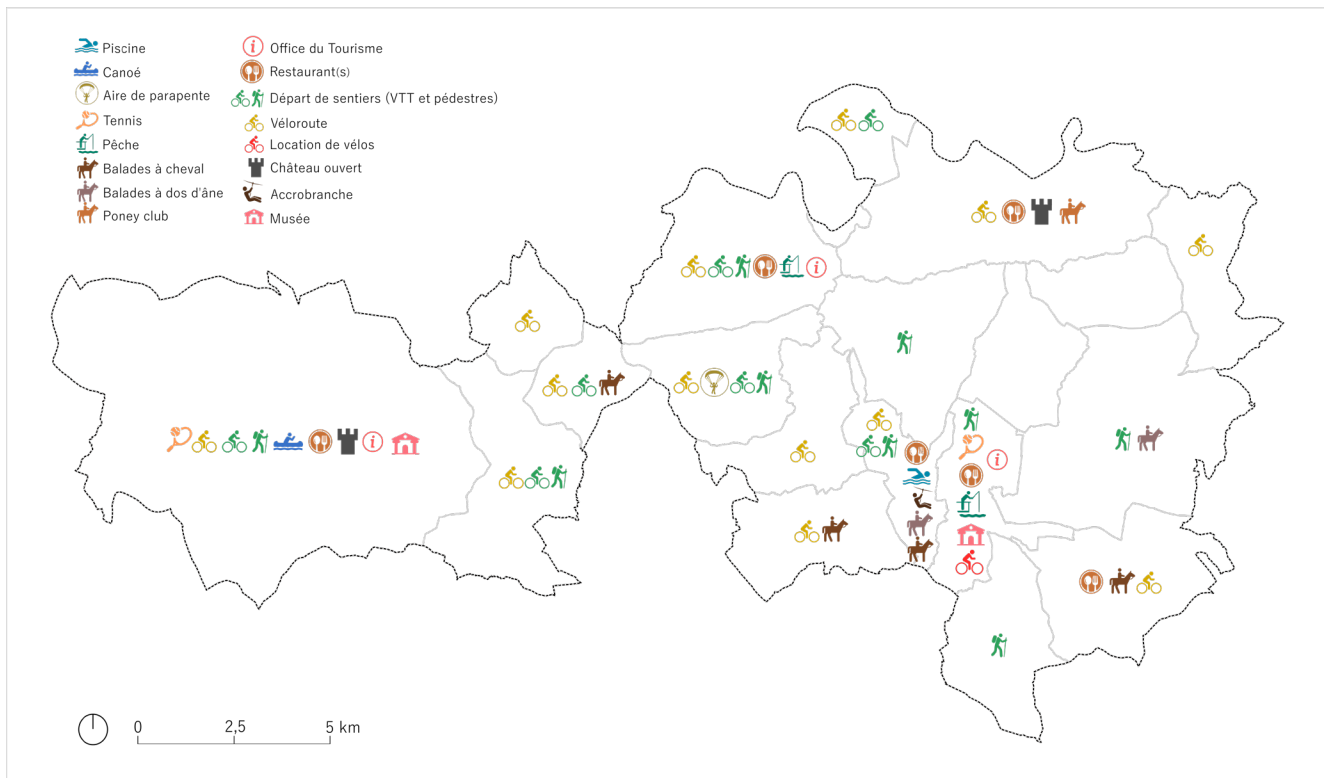 Piscine
Canoé
Aire de parapente
Tennis
Pêche
Balades à cheval
Balades à dos d'âne
Poney club
Office du Tourisme
Restaurant(s)
Départ de sentiers (VTT et pédestres)
Véloroute
Location de vélos
Château ouvert
Accrobranche
Musée
0 2,5 5 km